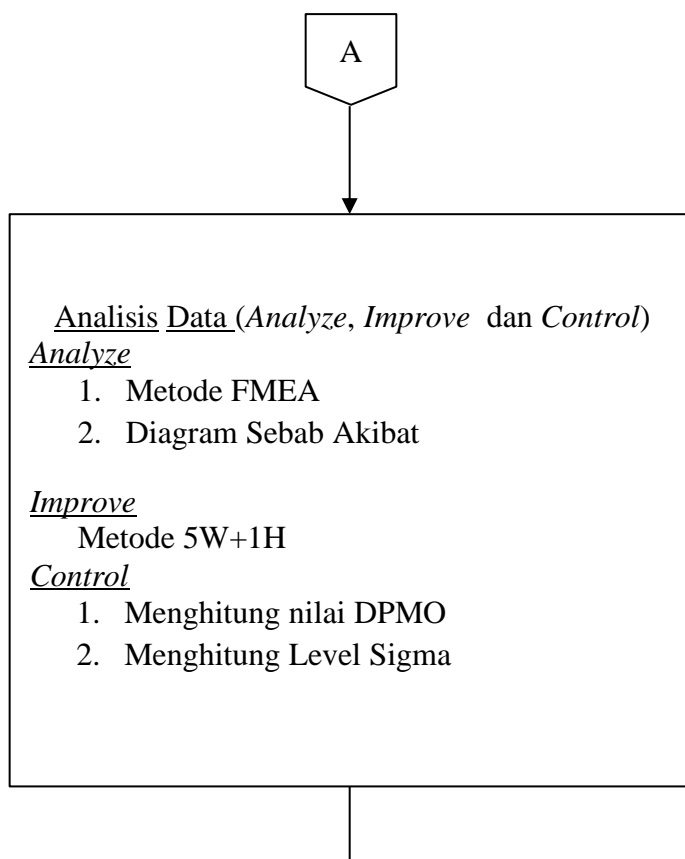 A
Analisis Data (Analyze, Improve dan Control)
Analyze
1. Metode FMEA
2. Diagram Sebab Akibat
Improve
Metode 5W+1H
Control
1. Menghitung nilai DPMO
2. Menghitung Level Sigma